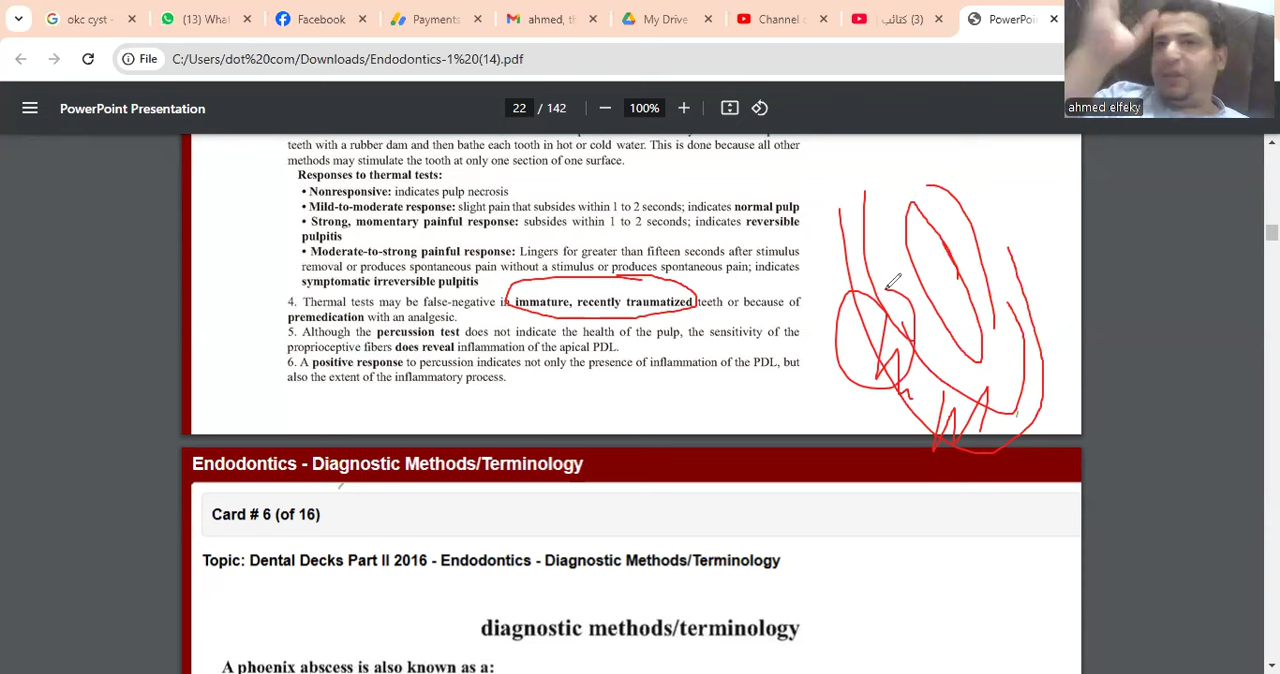 okc cyst -
(13) What
Facebook
Payments
ahmed, th
My Drive
Channel c
(3) كتائب
PowerPoi
File
C:/Users/dot%20com/Downloads/Endodontics-1%20(14).pdf
PowerPoint Presentation
22 / 142
100%
ahmed elfeky
teeth with a rubber dam and then bathe each tooth in hot or cold water. This is done because all other
methods may stimulate the tooth at only one section of one surface.
Responses to thermal tests:
• Nonresponsive: indicates pulp necrosis
• Mild-to-moderate response: slight pain that subsides within 1 to 2 seconds; indicates normal pulp
• Strong, momentary painful response: subsides within 1 to 2 seconds; indicates reversible
pulpitis
• Moderate-to-strong painful response: Lingers for greater than fifteen seconds after stimulus
removal or produces spontaneous pain without a stimulus or produces spontaneous pain; indicates
symptomatic irreversible pulpitis
4. Thermal tests may be false-negative in immature, recently traumatized teeth or because of
premedication with an analgesic.
5. Although the percussion test does not indicate the health of the pulp, the sensitivity of the
proprioceptive fibers does reveal inflammation of the apical PDL.
6. A positive response to percussion indicates not only the presence of inflammation of the PDL, but
also the extent of the inflammatory process.
Endodontics - Diagnostic Methods/Terminology
Card # 6 (of 16)
Topic: Dental Decks Part II 2016 - Endodontics - Diagnostic Methods/Terminology
diagnostic methods/terminology
A phoenix abscess is also known as a: